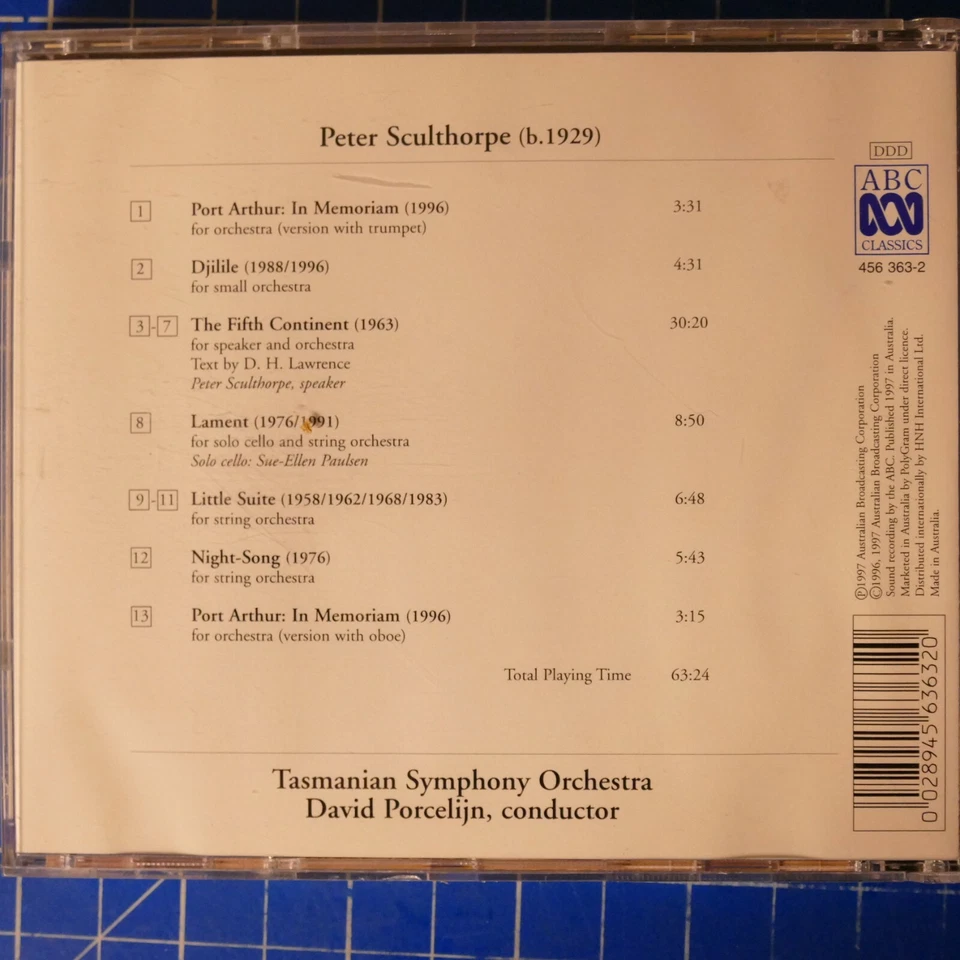 Peter Sculthorpe (b.1929)
1 Port Arthur: In Memoriam (1996) 3:31
for orchestra (version with trumpet)
2 Djilile (1988/1996) 4:31
for small orchestra
3-7 The Fifth Continent (1963) 30:20
for speaker and orchestra
Text by D. H. Lawrence
Peter Sculthorpe, speaker
8 Lament (1976/1991) 8:50
for solo cello and string orchestra
Solo cello: Sue-Ellen Paulsen
9-11 Little Suite (1958/1962/1968/1983) 6:48
for string orchestra
12 Night-Song (1976) 5:43
for string orchestra
13 Port Arthur: In Memoriam (1996) 3:15
for orchestra (version with oboe)
Total Playing Time 63:24
Tasmanian Symphony Orchestra
David Porcelijn, conductor
DDD
ABC
CLASSICS
456 363-2
℗1997 Australian Broadcasting Corporation
©1996, 1997 Australian Broadcasting Corporation
Sound recording by the ABC. Published 1997 in Australia.
Marketed in Australia by PolyGram under direct licence.
Distributed internationally by HNH International Ltd.
Made in Australia.
0 028945 636320